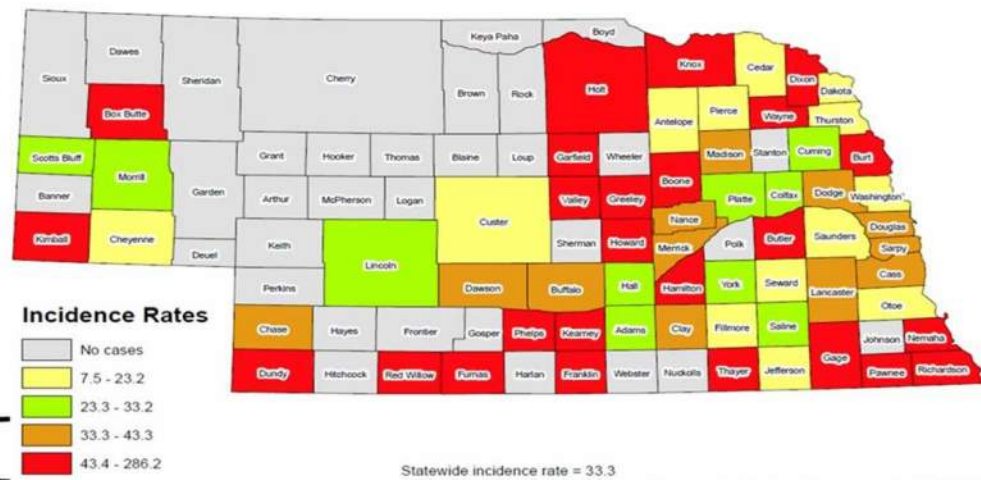 Keya Paha
Boyd
Dawes
Sioux
Sheridan
Cherry
Brown
Rock
Holt
Knox
Cedar
Dixon
Dakota
Box Butte
Antelope
Pierce
Wayne
Thurston
Scotts Bluff
Morrill
Garden
Grant
Hooker
Thomas
Blaine
Loup
Garfield
Wheeler
Madison
Stanton
Cuming
Burt
Banner
Arthur
McPherson
Logan
Custer
Valley
Greeley
Boone
Platte
Colfax
Dodge
Washington
Kimball
Cheyenne
Deuel
Keith
Lincoln
Sherman
Howard
Nance
Merrick
Polk
Butler
Saunders
Douglas
Sarpy
Perkins
Dawson
Buffalo
Hall
Hamilton
York
Seward
Lancaster
Cass
Otoe
Chase
Hayes
Frontier
Gosper
Phelps
Kearney
Adams
Clay
Fillmore
Saline
Gage
Johnson
Nemaha
Dundy
Hitchcock
Red Willow
Furnas
Harlan
Franklin
Webster
Nuckolls
Thayer
Jefferson
Pawnee
Richardson
Incidence Rates
No cases
7.5 - 23.2
23.3 - 33.2
33.3 - 43.3
43.4 - 286.2
Statewide incidence rate = 33.3